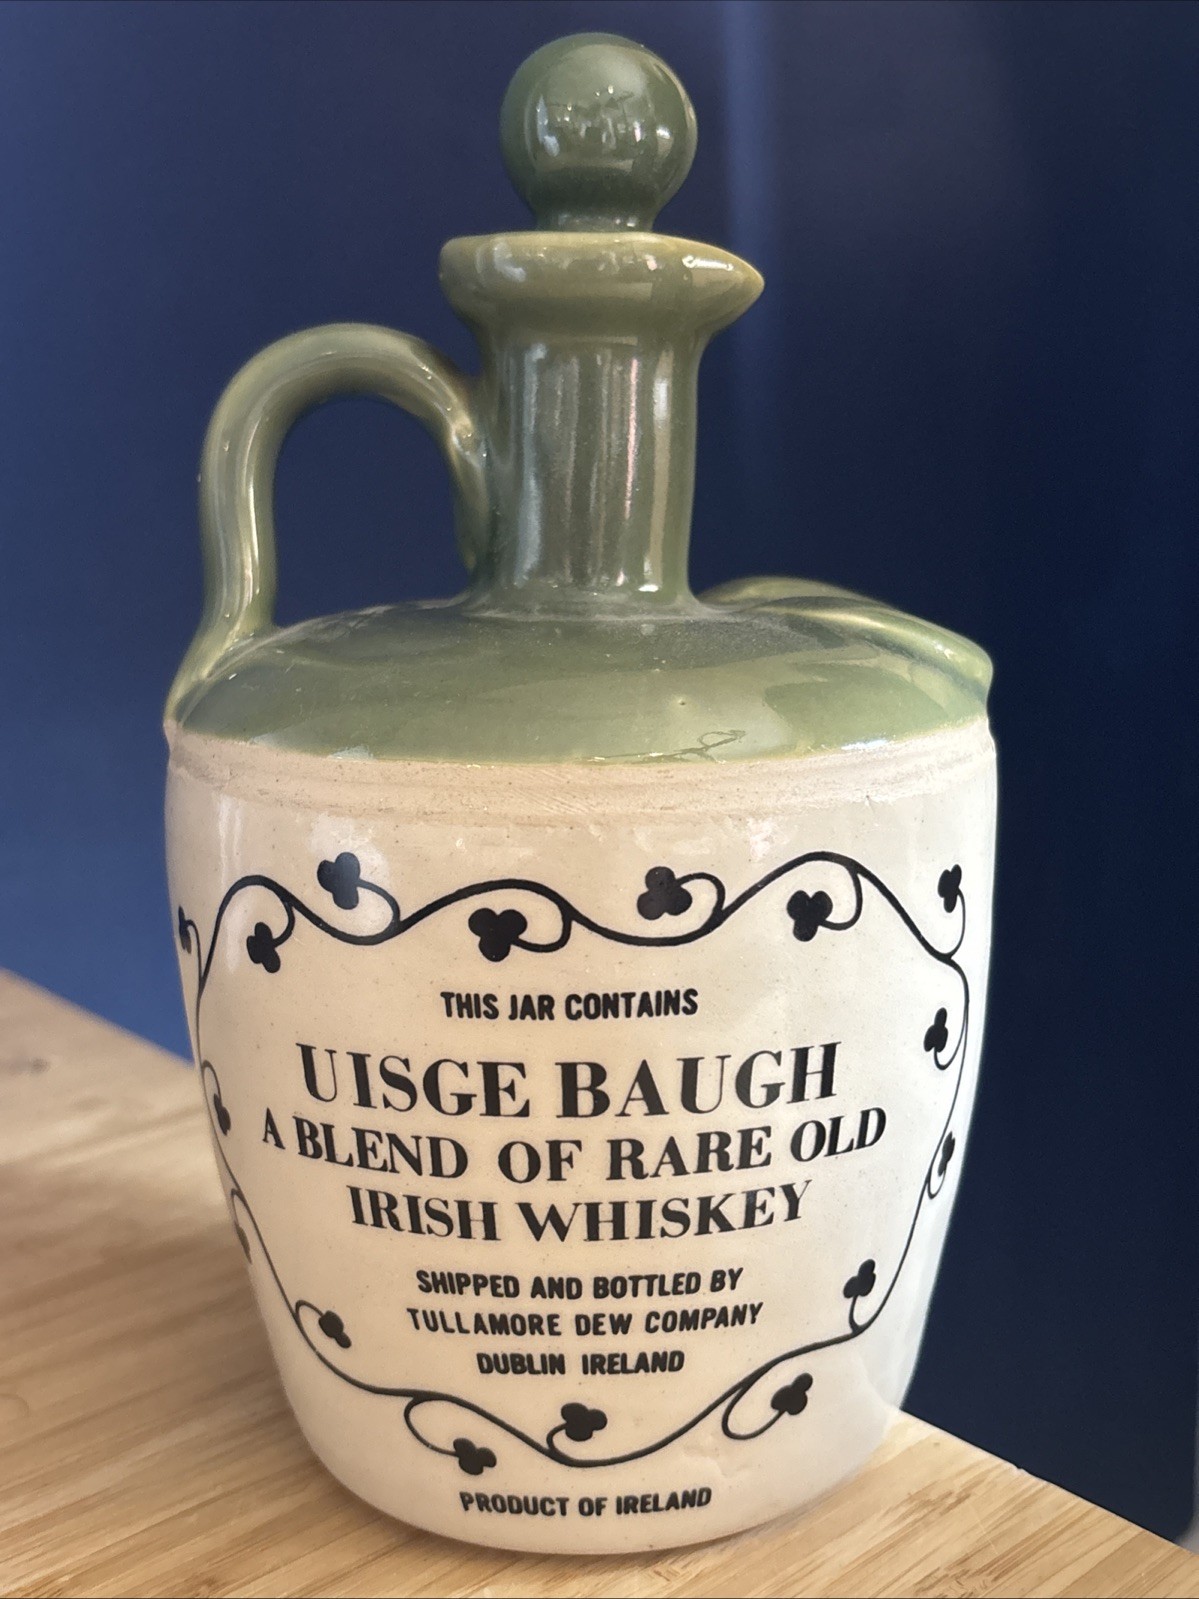 THIS JAR CONTAINS
UISGE BAUGH
A BLEND OF RARE OLD
IRISH WHISKEY
SHIPPED AND BOTTLED BY
TULLAMORE DEW COMPANY
DUBLIN IRELAND
PRODUCT OF IRELAND